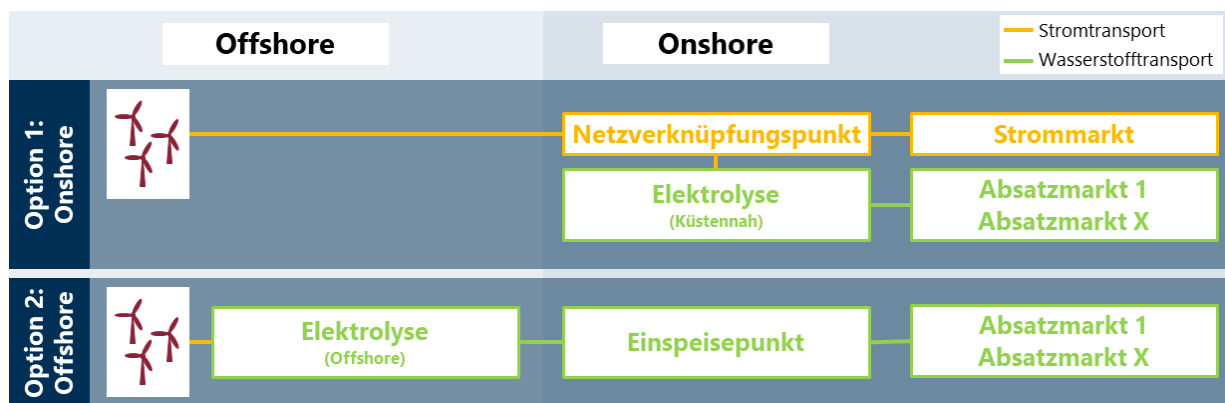 Offshore
Onshore
Stromtransport
Wasserstofftransport
Option 1:
Onshore
Netzverknüpfungspunkt
Strommarkt
Elektrolyse
(Küstennah)
Absatzmarkt 1
Absatzmarkt X
Option 2:
Offshore
Elektrolyse
(Offshore)
Einspeisepunkt
Absatzmarkt 1
Absatzmarkt X